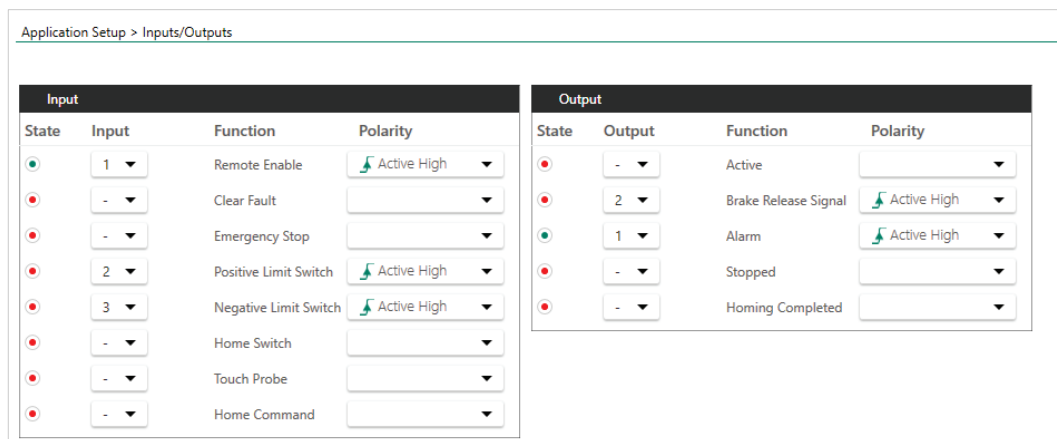 Application Setup > Inputs/Outputs
Input
State Input Function Polarity
1 Remote Enable Active High
- Clear Fault
- Emergency Stop
2 Positive Limit Switch Active High
3 Negative Limit Switch Active High
- Home Switch
- Touch Probe
- Home Command
Output
State Output Function Polarity
- Active
2 Brake Release Signal Active High
1 Alarm Active High
- Stopped
- Homing Completed